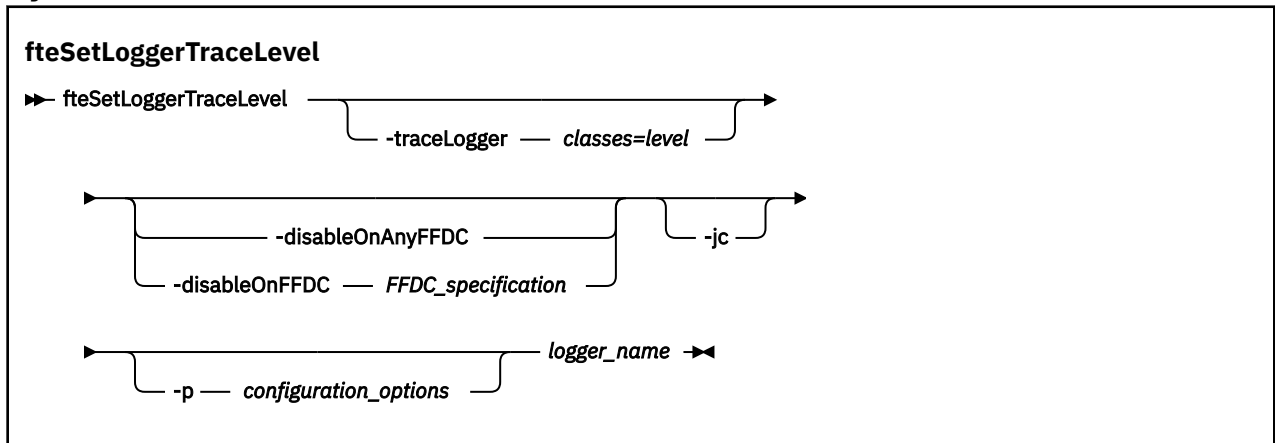 fteSetLoggerTraceLevel
fteSetLoggerTraceLevel
-traceLogger classes=level
-disableOnAnyFFDC
-jc
-disableOnFFDC FFDC_specification
logger_name
-p configuration_options